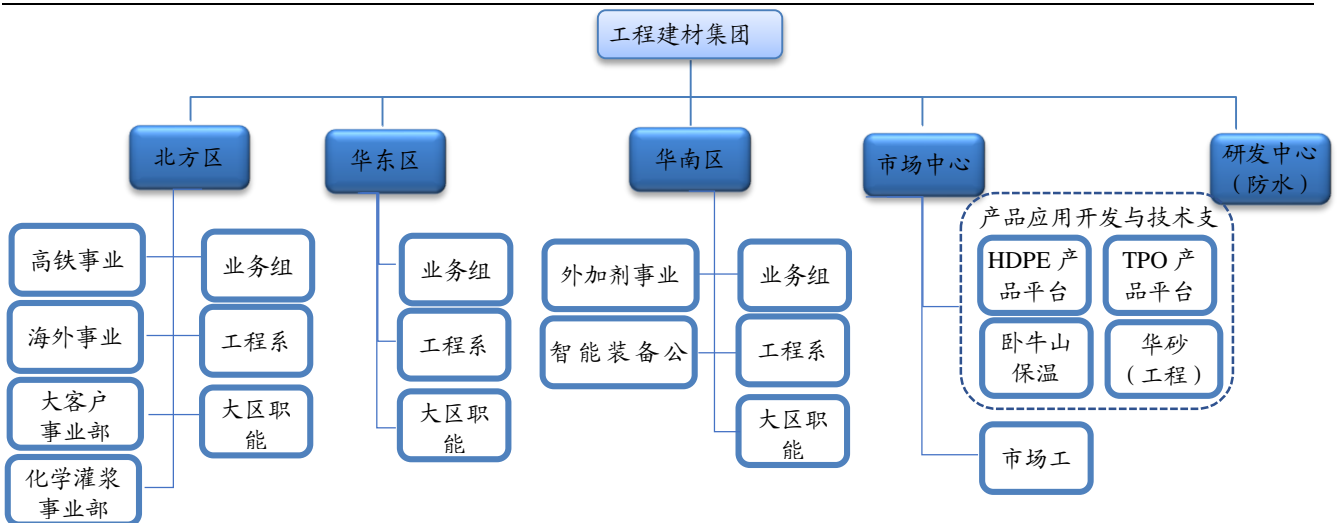 工程建材集团
北方区
华东区
华南区
市场中心
研发中心
（防水）
高铁事业
业务组
海外事业
工程系
大客户
事业部
大区职
能
化学灌浆
事业部
业务组
工程系
大区职
能
外加剂事业
业务组
智能装备公
工程系
大区职
能
产品应用开发与技术支
HDPE 产
品平台
TPO 产
品平台
卧牛山
保温
华砂
（工程）
市场工